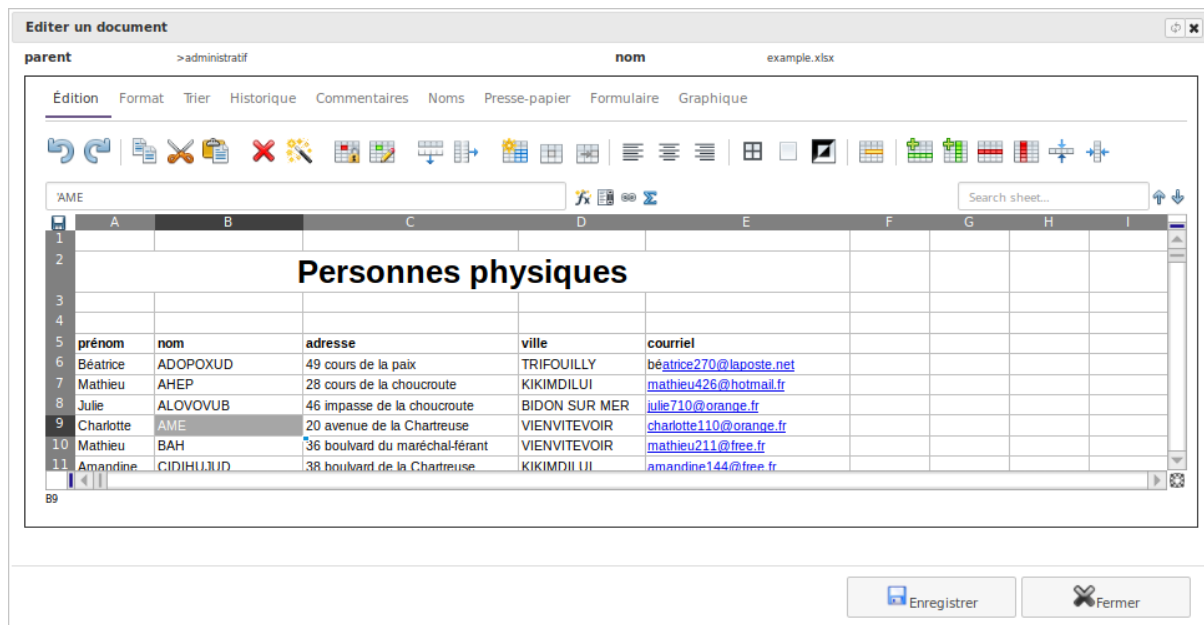 Editer un document
parent >administratif nom example.xlsx
Édition Format Trier Historique Commentaires Noms Presse-papier Formulaire Graphique
'AME Search sheet...
A B C D E F G H I
1
2 Personnes physiques
3
4
5 prénom nom adresse ville courriel
6 Béatrice ADOPOXUD 49 cours de la paix TRIFOUILLY béatrice270@laposte.net
7 Mathieu AHEP 28 cours de la choucroute KIKIMDILUI mathieu426@hotmail.fr
8 Julie ALOVOVUB 46 impasse de la choucroute BIDON SUR MER julie710@orange.fr
9 Charlotte AME 20 avenue de la Chartreuse VIENVITEVOIR charlotte110@orange.fr
10 Mathieu BAH 36 boulvard du maréchal-férant VIENVITEVOIR mathieu211@free.fr
11 Amandine CIDIHUJUD 38 boulvard de la Chartreuse KIKIMDILUI amandine144@free.fr
B9
Enregistrer Fermer